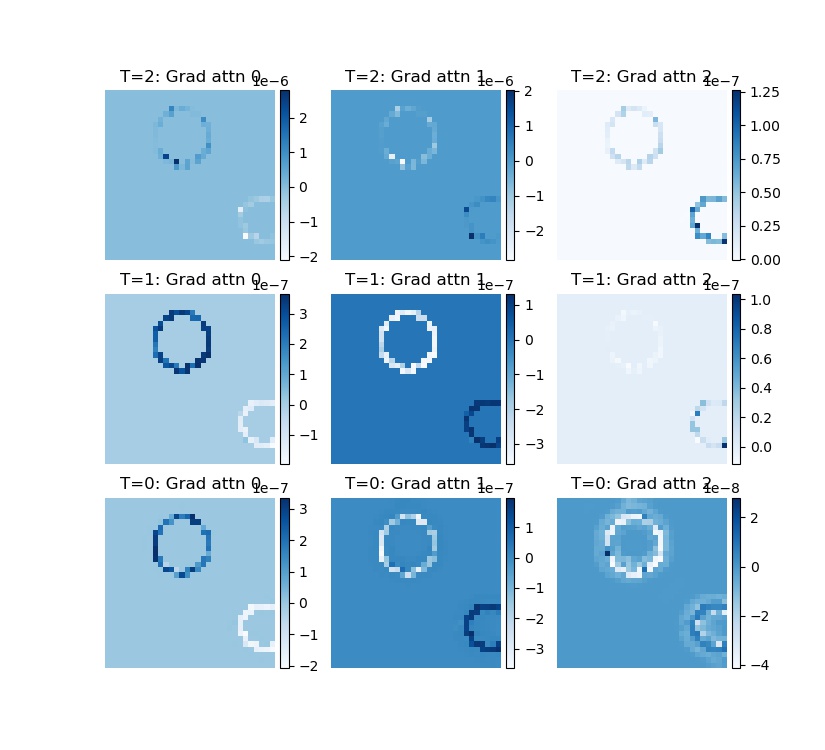 T=2: Grad attn 0
1e−6
T=2: Grad attn 1
1e−6
T=2: Grad attn 2
1e−7
2
1
0
−1
−2
2
1
0
−1
−2
1.25
1.00
0.75
0.50
0.25
0.00
T=1: Grad attn 0
1e−7
T=1: Grad attn 1
1e−7
T=1: Grad attn 2
1e−7
3
2
1
0
−1
1
0
−1
−2
−3
1.0
0.8
0.6
0.4
0.2
0.0
T=0: Grad attn 0
1e−7
T=0: Grad attn 1
1e−7
T=0: Grad attn 2
1e−8
3
2
1
0
−1
−2
1
0
−1
−2
−3
2
0
−2
−4